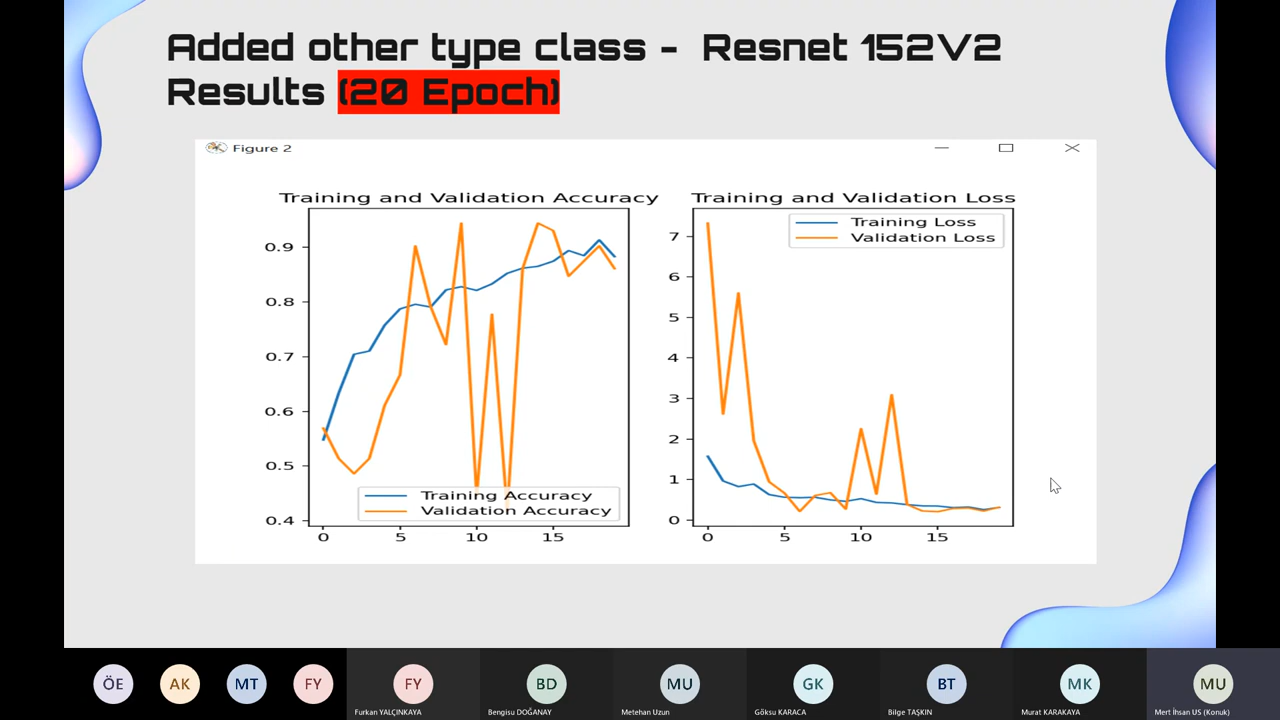 Added other type class - Resnet 152V2
Results (20 Epoch)
Figure 2
Training and Validation Accuracy
0.9
0.8
0.7
0.6
0.5
0.4
0 5 10 15
Training Accuracy
Validation Accuracy
Training and Validation Loss
7
6
5
4
3
2
1
0
0 5 10 15
Training Loss
Validation Loss
ÖE AK MT FY FY BD MU GK BT MK MU
Furkan YALÇINKAYA Bengisu DOĞANAY Metehan Uzun Göksu KARACA Bilge TAŞKIN Murat KARAKAYA Mert İhsan US (Konuk)